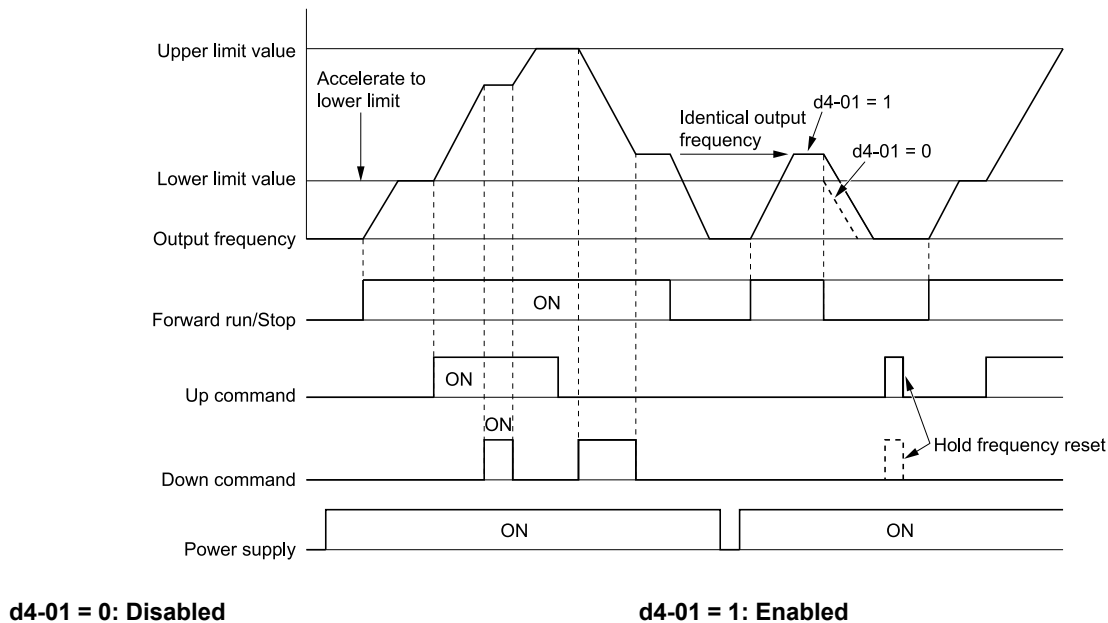 Upper limit value
Accelerate to
lower limit
d4-01 = 1
Identical output
frequency
d4-01 = 0
Lower limit value
Output frequency
ON
Forward run/Stop
ON
Up command
ON
Hold frequency reset
Down command
ON
ON
Power supply
d4-01 = 0: Disabled
d4-01 = 1: Enabled